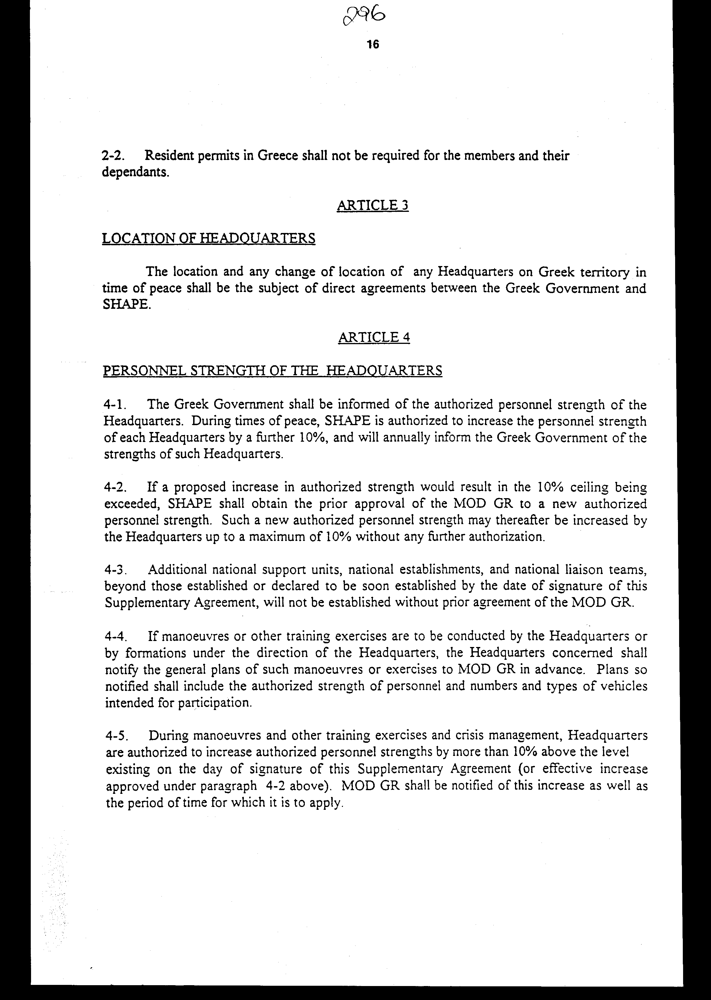 296
16
2-2. Resident permits in Greece shall not be required for the members and their
dependants.
ARTICLE 3
LOCATION OF HEADQUARTERS
The location and any change of location of any Headquarters on Greek territory in
time of peace shall be the subject of direct agreements between the Greek Government and
SHAPE.
ARTICLE 4
PERSONNEL STRENGTH OF THE HEADQUARTERS
4-1. The Greek Government shall be informed of the authorized personnel strength of the
Headquarters. During times of peace, SHAPE is authorized to increase the personnel strength
of each Headquarters by a further 10%, and will annually inform the Greek Government of the
strengths of such Headquarters.
4-2. If a proposed increase in authorized strength would result in the 10% ceiling being
exceeded, SHAPE shall obtain the prior approval of the MOD GR to a new authorized
personnel strength. Such a new authorized personnel strength may thereafter be increased by
the Headquarters up to a maximum of 10% without any further authorization.
4-3. Additional national support units, national establishments, and national liaison teams,
beyond those established or declared to be soon established by the date of signature of this
Supplementary Agreement, will not be established without prior agreement of the MOD GR.
4-4. If manoeuvres or other training exercises are to be conducted by the Headquarters or
by formations under the direction of the Headquarters, the Headquarters concerned shall
notify the general plans of such manoeuvres or exercises to MOD GR in advance. Plans so
notified shall include the authorized strength of personnel and numbers and types of vehicles
intended for participation.
4-5. During manoeuvres and other training exercises and crisis management, Headquarters
are authorized to increase authorized personnel strengths by more than 10% above the level
existing on the day of signature of this Supplementary Agreement (or effective increase
approved under paragraph 4-2 above). MOD GR shall be notified of this increase as well as
the period of time for which it is to apply.